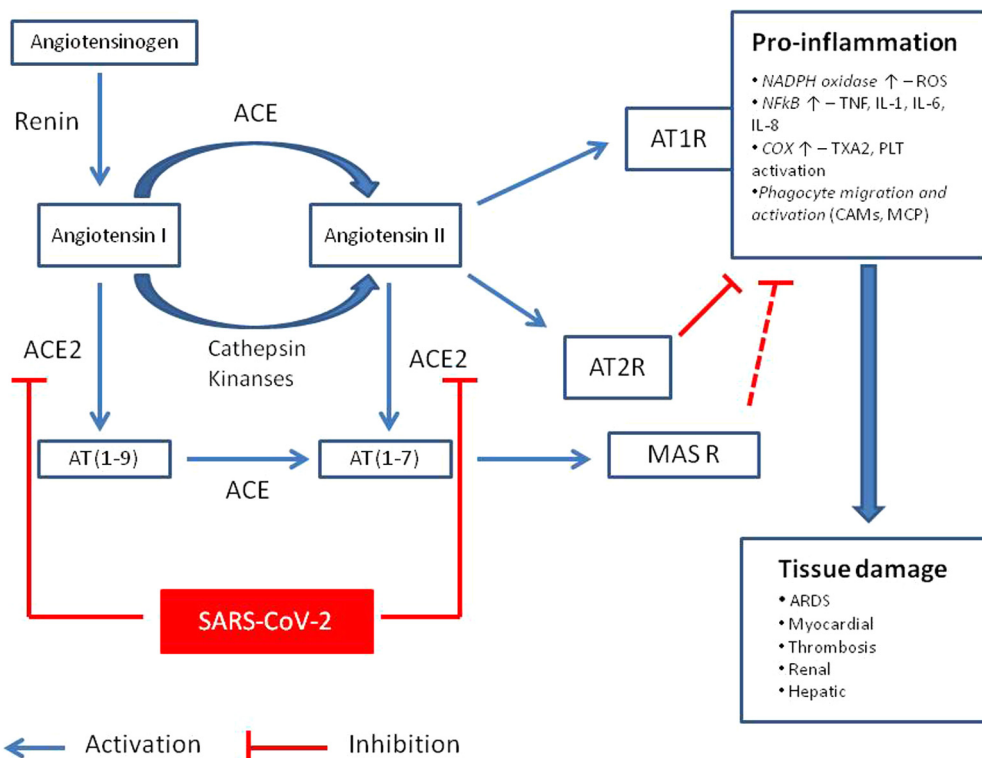 Angiotensinogen
Renin
ACE
Angiotensin I
Angiotensin II
Cathepsin
Kinanses
ACE2
ACE2
AT(1-9)
ACE
AT(1-7)
AT1R
AT2R
MAS R
Pro-inflammation
• NADPH oxidase ↑ – ROS
• NFkB ↑ – TNF, IL-1, IL-6,
IL-8
• COX ↑ – TXA2, PLT
activation
•Phagocyte migration and
activation (CAMs, MCP)
Tissue damage
• ARDS
• Myocardial
• Thrombosis
• Renal
• Hepatic
SARS-CoV-2
Activation
Inhibition